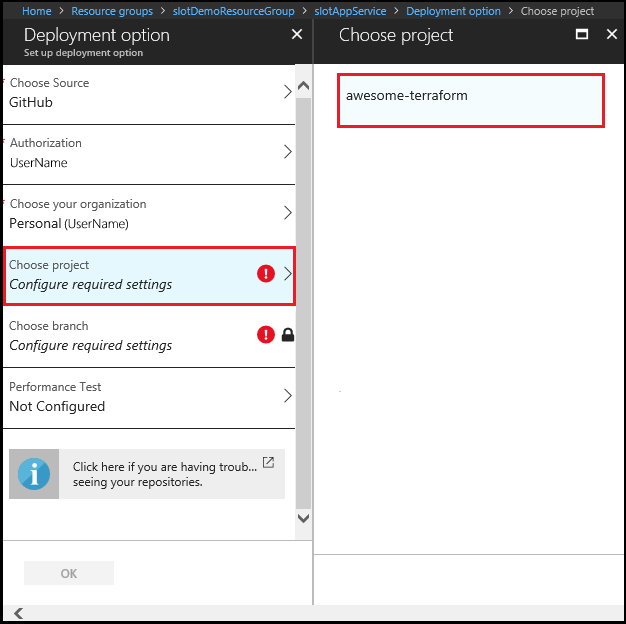 Home > Resource groups > slotDemoResourceGroup > slotAppService > Deployment option > Choose project
Deployment option
Set up deployment option
* Choose Source
GitHub
* Authorization
UserName
* Choose your organization
Personal (UserName)
Choose project
Configure required settings
Choose branch
Configure required settings
Performance Test
Not Configured
Click here if you are having troub...
seeing your repositories.
OK
Choose project
awesome-terraform